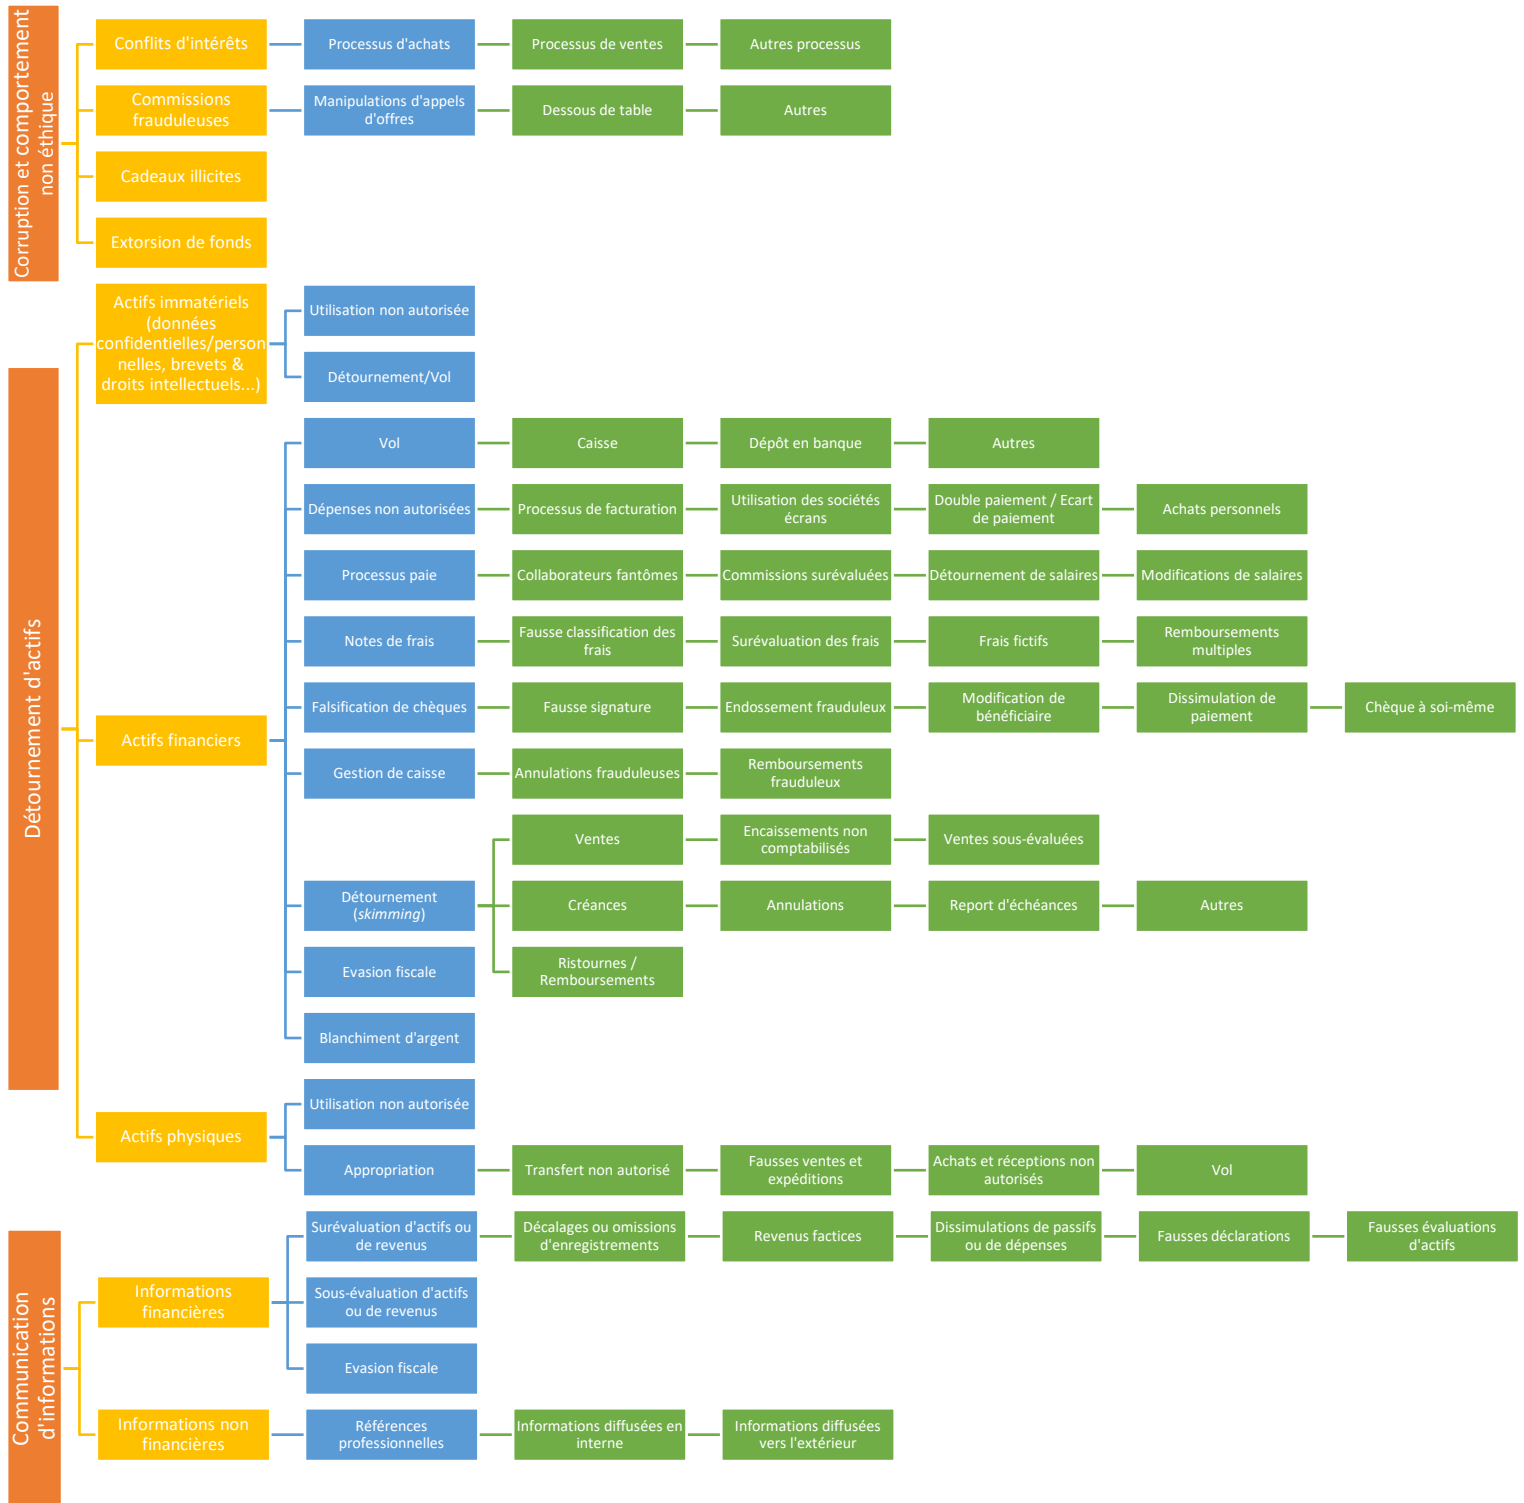 Corruption et comportement
non éthique
Conflits d'intérêts
Processus d'achats
Processus de ventes
Autres processus
Commissions
frauduleuses
Manipulations d'appels
d'offres
Dessous de table
Autres
Cadeaux illicites
Extorsion de fonds
Détournement d'actifs
Actifs immatériels
(données
confidentielles/person
nelles, brevets &
droits intellectuels...)
Utilisation non autorisée
Détournement/Vol
Actifs financiers
Vol
Caisse
Dépôt en banque
Autres
Dépenses non autorisées
Processus de facturation
Utilisation des sociétés
écrans
Double paiement / Ecart
de paiement
Achats personnels
Processus paie
Collaborateurs fantômes
Commissions surévaluées
Détournement de salaires
Modifications de salaires
Notes de frais
Fausse classification des
frais
Surévaluation des frais
Frais fictifs
Remboursements
multiples
Falsification de chèques
Fausse signature
Endossement frauduleux
Modification de
bénéficiaire
Dissimulation de
paiement
Chèque à soi-même
Gestion de caisse
Annulations frauduleuses
Remboursements
frauduleux
Détournement
(skimming)
Ventes
Encaissements non
comptabilisés
Ventes sous-évaluées
Créances
Annulations
Report d'échéances
Autres
Ristournes /
Remboursements
Evasion fiscale
Blanchiment d'argent
Actifs physiques
Utilisation non autorisée
Appropriation
Transfert non autorisé
Fausses ventes et
expéditions
Achats et réceptions non
autorisés
Vol
Communication
d'informations
Informations
financières
Surévaluation d'actifs ou
de revenus
Décalages ou omissions
d'enregistrements
Revenus factices
Dissimulations de passifs
ou de dépenses
Fausses déclarations
Fausses évaluations
d'actifs
Sous-évaluation d'actifs
ou de revenus
Evasion fiscale
Informations non
financières
Références
professionnelles
Informations diffusées en
interne
Informations diffusées
vers l'extérieur